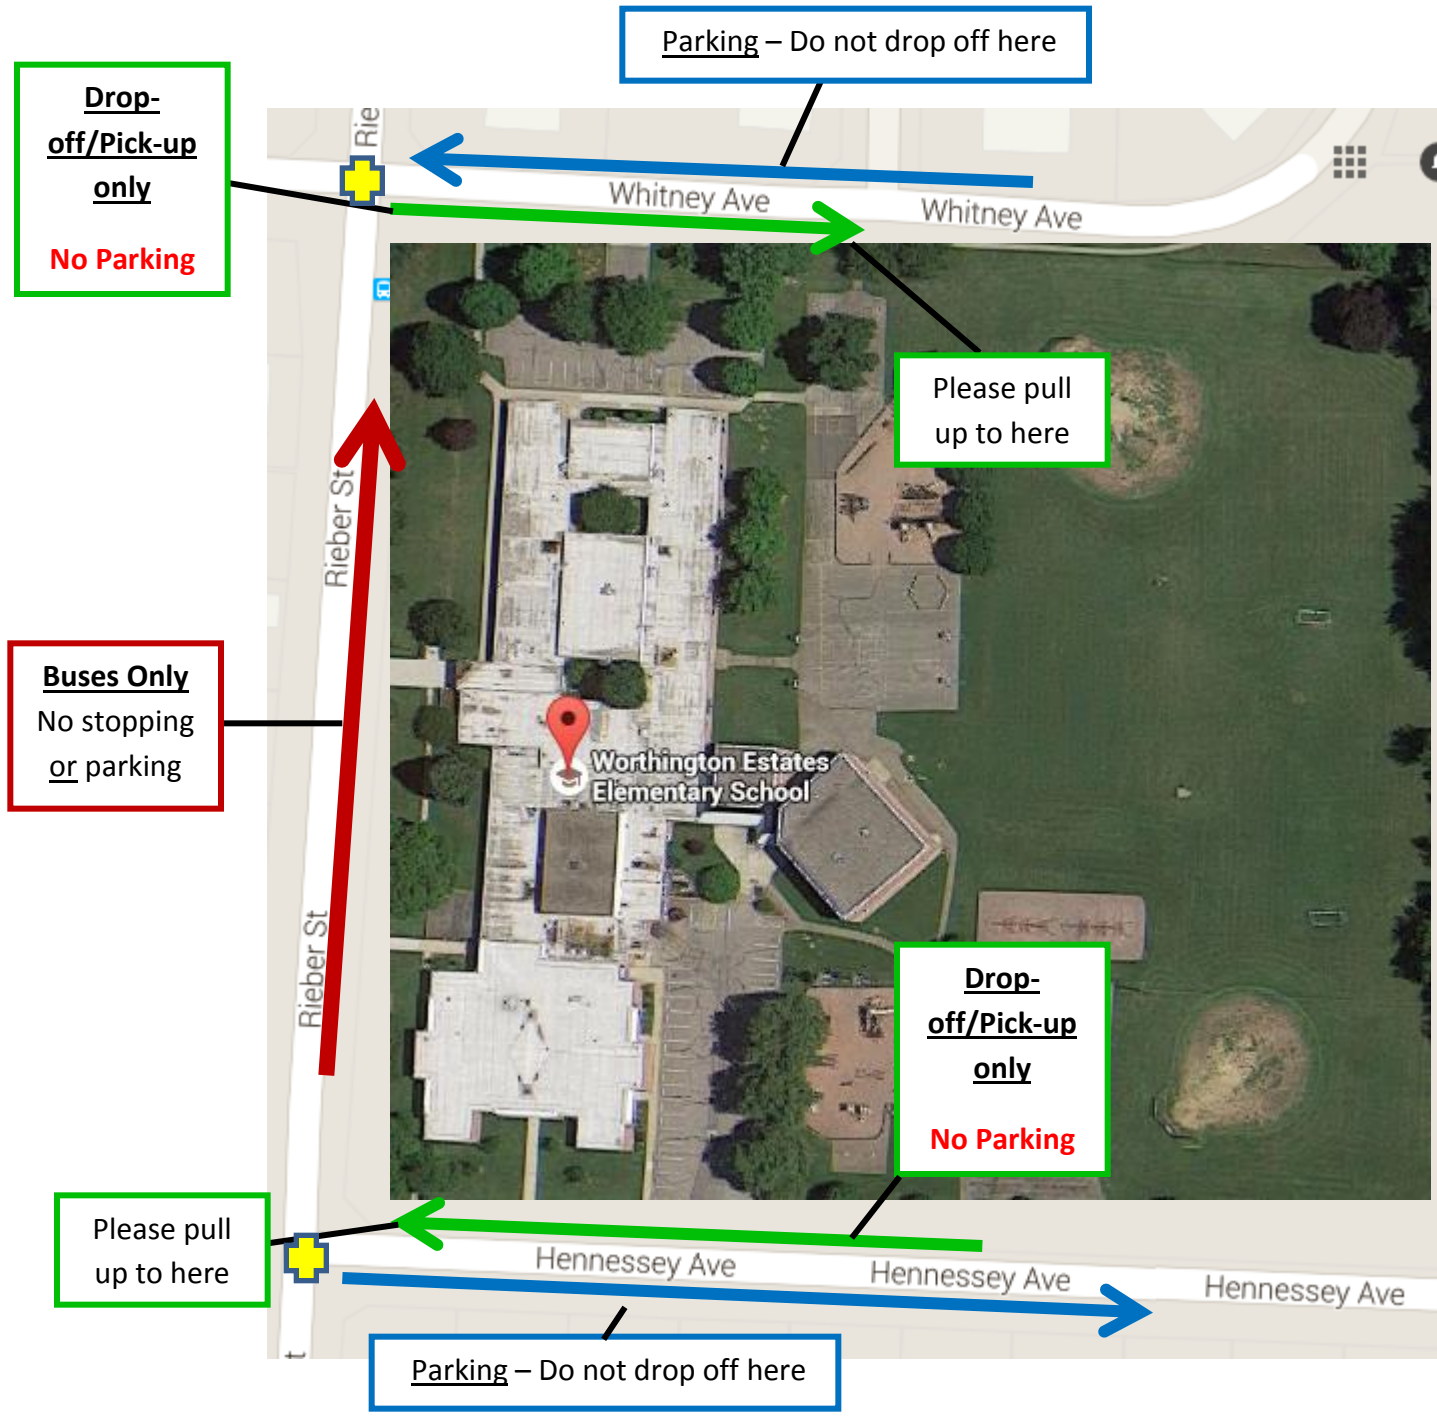 Parking – Do not drop off here
Drop-
off/Pick-up
only
No Parking
Rie
Whitney Ave
Whitney Ave
Please pull
up to here
Rieber St
Buses Only
No stopping
or parking
Worthington Estates
Elementary School
Rieber St
Drop-
off/Pick-up
only
No Parking
Please pull
up to here
Hennessey Ave
Hennessey Ave
Hennessey Ave
t
Parking – Do not drop off here